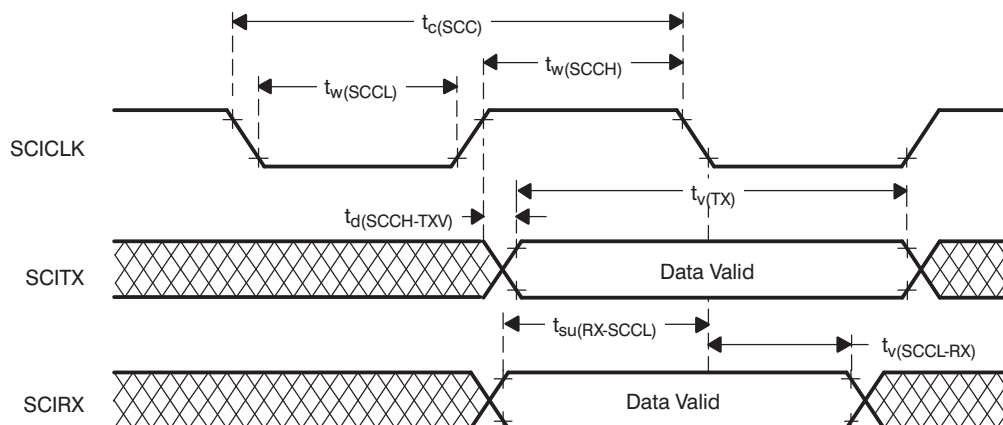 tc(SCC)
tw(SCCH)
tw(SCCL)
SCICLK
tv(TX)
td(SCCH-TXV)
SCITX
Data Valid
tsu(RX-SCCL)
tv(SCCL-RX)
SCIRX
Data Valid